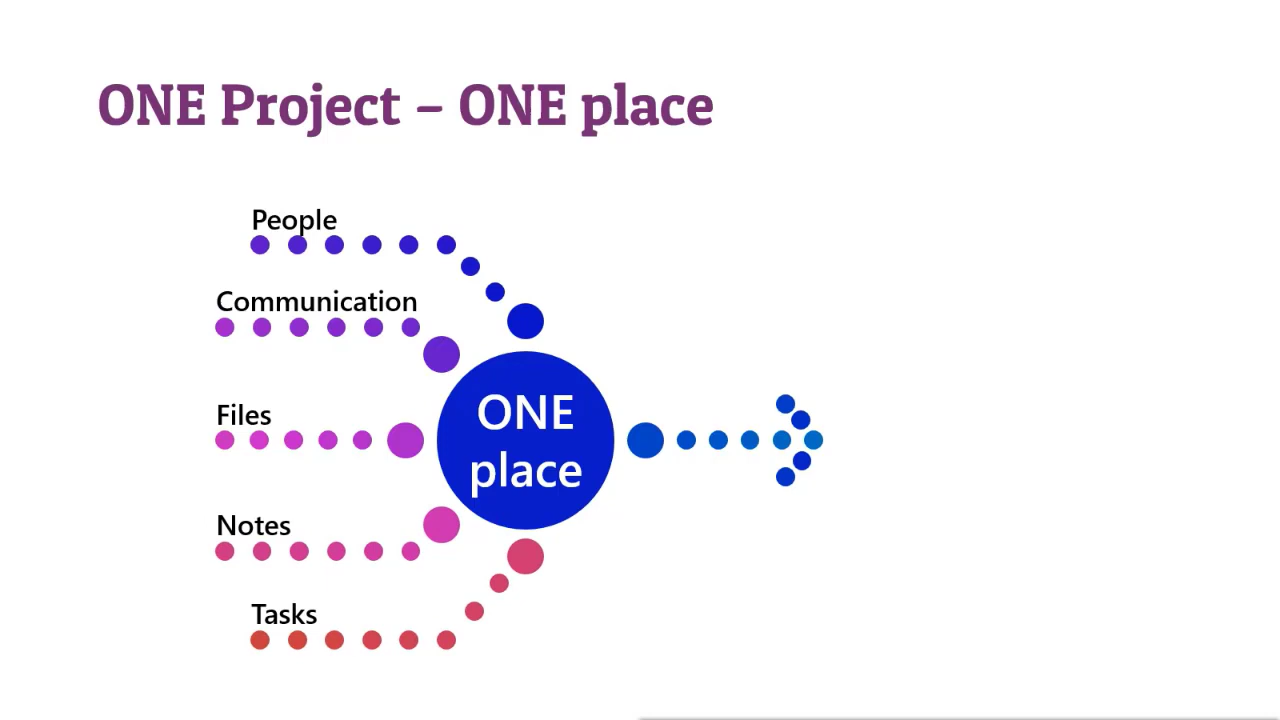 ONE Project – ONE place
People
Communication
Files
ONE
place
Notes
Tasks